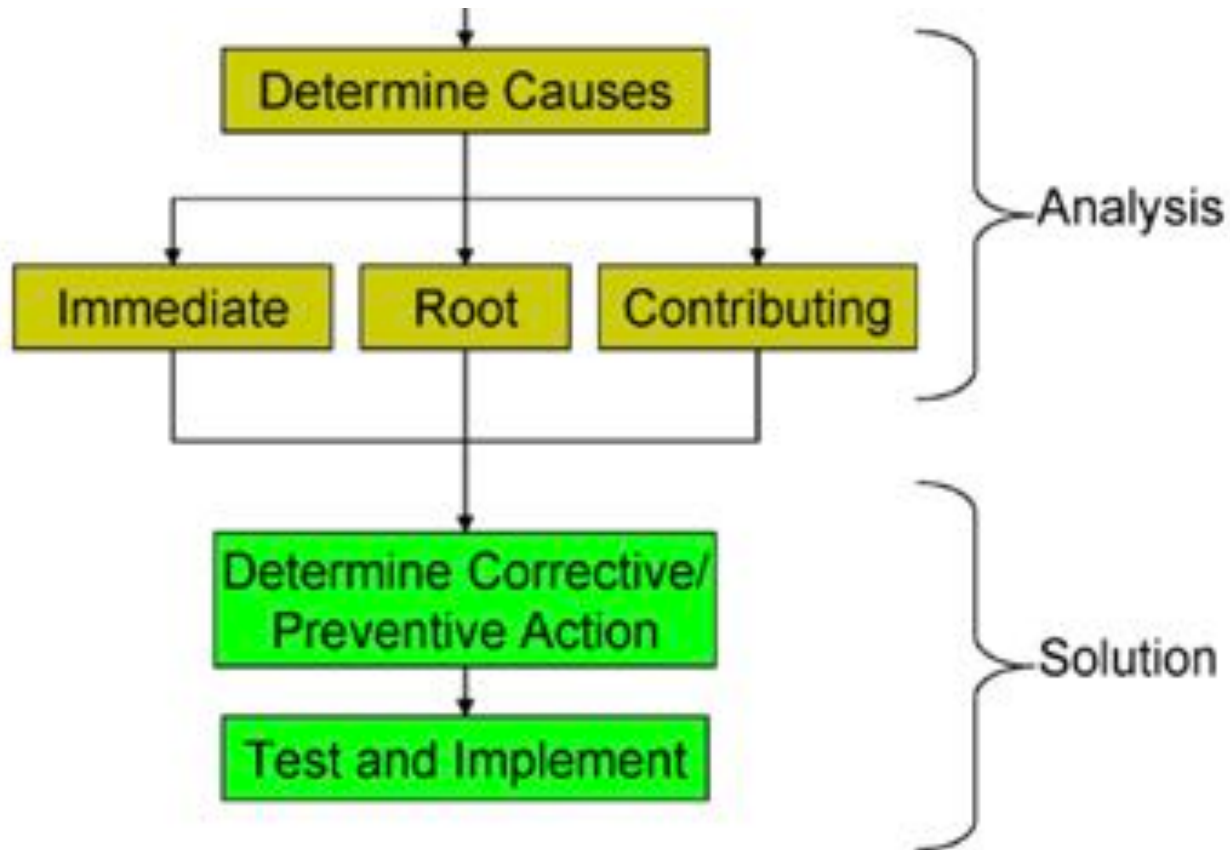 Determine Causes
Analysis
Immediate
Root
Contributing
Determine Corrective/
Preventive Action
Solution
Test and Implement